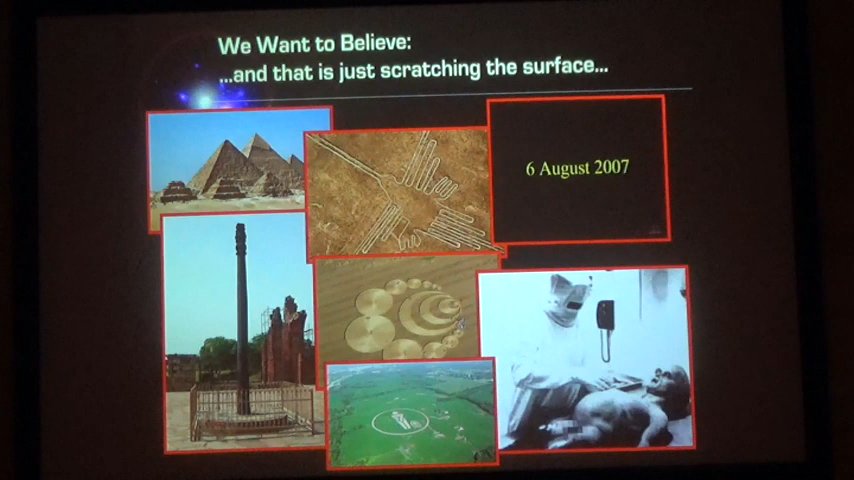 We Want to Believe:
...and that is just scratching the surface...
6 August 2007